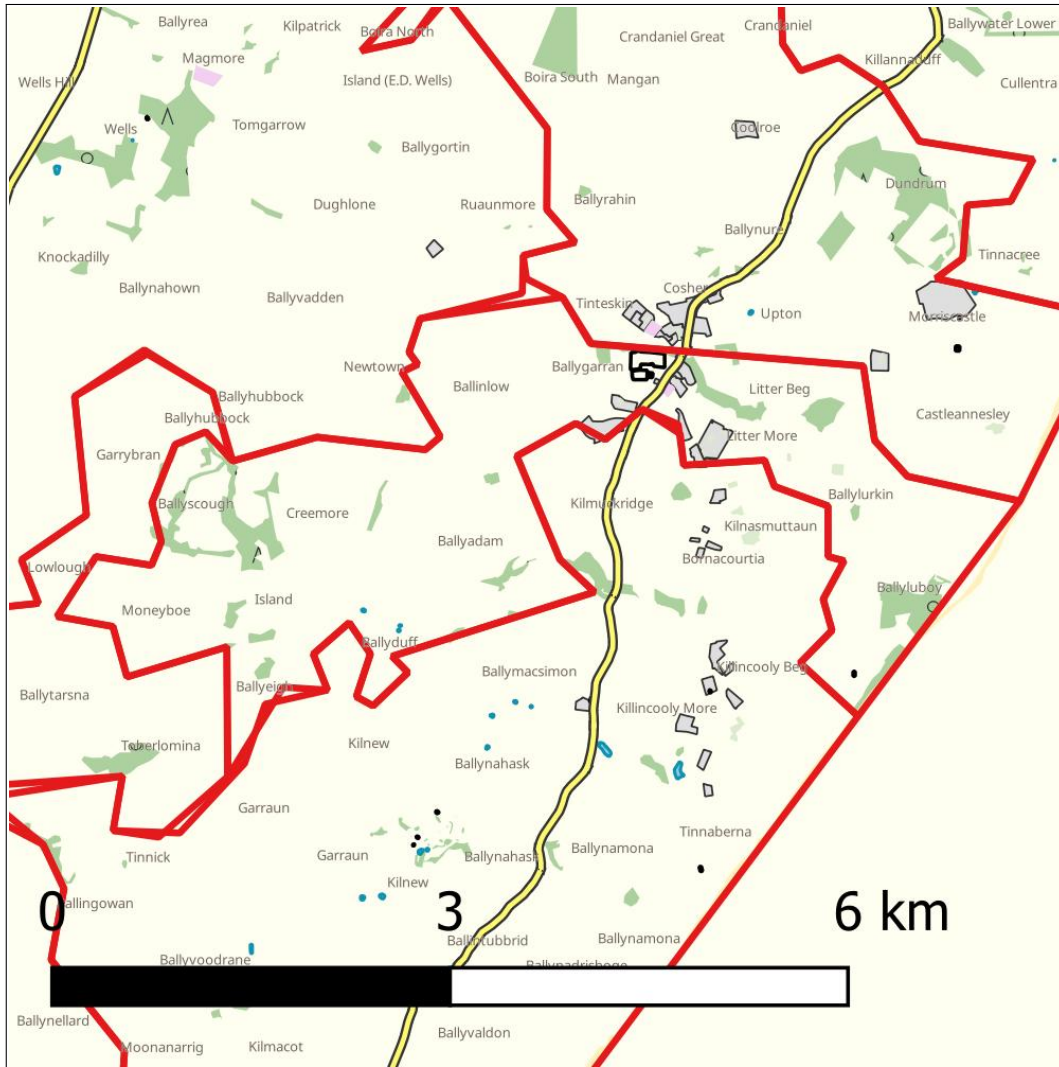 Ballyrea
Kilpatrick
Boira North
Crandaniel
Ballywater Lower
Crandaniel Great
Magmore
Killannaduff
Wells Hill
Island (E.D. Wells)
Boira South
Mangan
Cullentra
Wells
Tomgarrow
Coolroe
Ballygortin
Dundrum
Dughlone
Ruaunmore
Ballyrahin
Ballynure
Knockadilly
Tinnacree
Ballynahown
Ballyvadden
Cosher
Tinteskin
Upton
Morriscastle
Newtown
Ballygarran
Ballinlow
Litter Beg
Ballyhubbock
Ballyhubbock
Castleannesley
Litter More
Garrybran
Ballyscough
Creemore
Kilmuckridge
Ballylurkin
Kilnasmuttaun
Ballyadam
Bornacourtia
Lowlough
Ballyluboy
Moneyboe
Island
Ballyduff
Ballymacsimon
Killincooly Beg
Ballytarsna
Ballyeigh
Killincooly More
Toberlomina
Kilnew
Ballynahask
Garraun
Tinnaberna
Tinnick
Garraun
Ballynahask
Ballynamona
Kilnew
0 3 6 km
Ballintubbrid
Ballynamona
Ballyvoodrane
Ballynellard
Ballyvaldon
Moonanarrig
Kilmacot